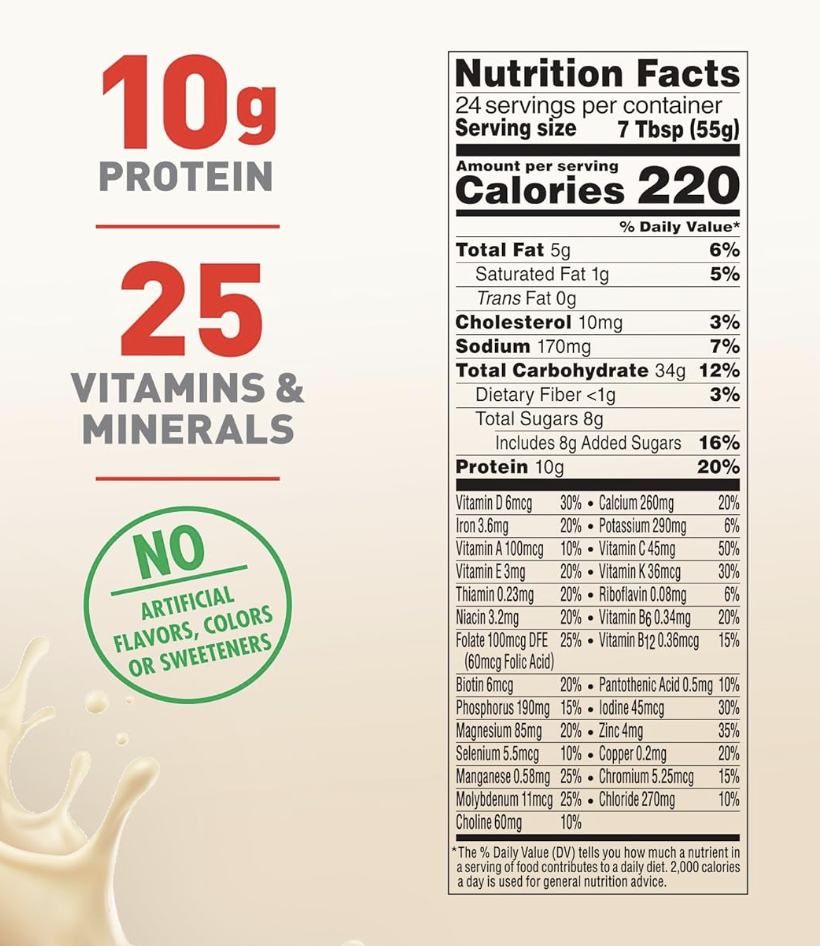 10g
PROTEIN
25
VITAMINS &
MINERALS
NO
ARTIFICIAL
FLAVORS, COLORS
OR SWEETENERS
Nutrition Facts
24 servings per container
Serving size 7 Tbsp (55g)
Amount per serving
Calories 220
% Daily Value*
Total Fat 5g 6%
Saturated Fat 1g 5%
Trans Fat 0g
Cholesterol 10mg 3%
Sodium 170mg 7%
Total Carbohydrate 34g 12%
Dietary Fiber <1g 3%
Total Sugars 8g
Includes 8g Added Sugars 16%
Protein 10g 20%
Vitamin D 6mcg 30% • Calcium 260mg 20%
Iron 3.6mg 20% • Potassium 290mg 6%
Vitamin A 100mcg 10% • Vitamin C 45mg 50%
Vitamin E 3mg 20% • Vitamin K 36mcg 30%
Thiamin 0.23mg 20% • Riboflavin 0.08mg 6%
Niacin 3.2mg 20% • Vitamin B6 0.34mg 20%
Folate 100mcg DFE 25% • Vitamin B12 0.36mcg 15%
(60mcg Folic Acid)
Biotin 6mcg 20% • Pantothenic Acid 0.5mg 10%
Phosphorus 190mg 15% • Iodine 45mcg 30%
Magnesium 85mg 20% • Zinc 4mg 35%
Selenium 5.5mcg 10% • Copper 0.2mg 20%
Manganese 0.58mg 25% • Chromium 5.25mcg 15%
Molybdenum 11mcg 25% • Chloride 270mg 10%
Choline 60mg 10%
*The % Daily Value (DV) tells you how much a nutrient in
a serving of food contributes to a daily diet. 2,000 calories
a day is used for general nutrition advice.